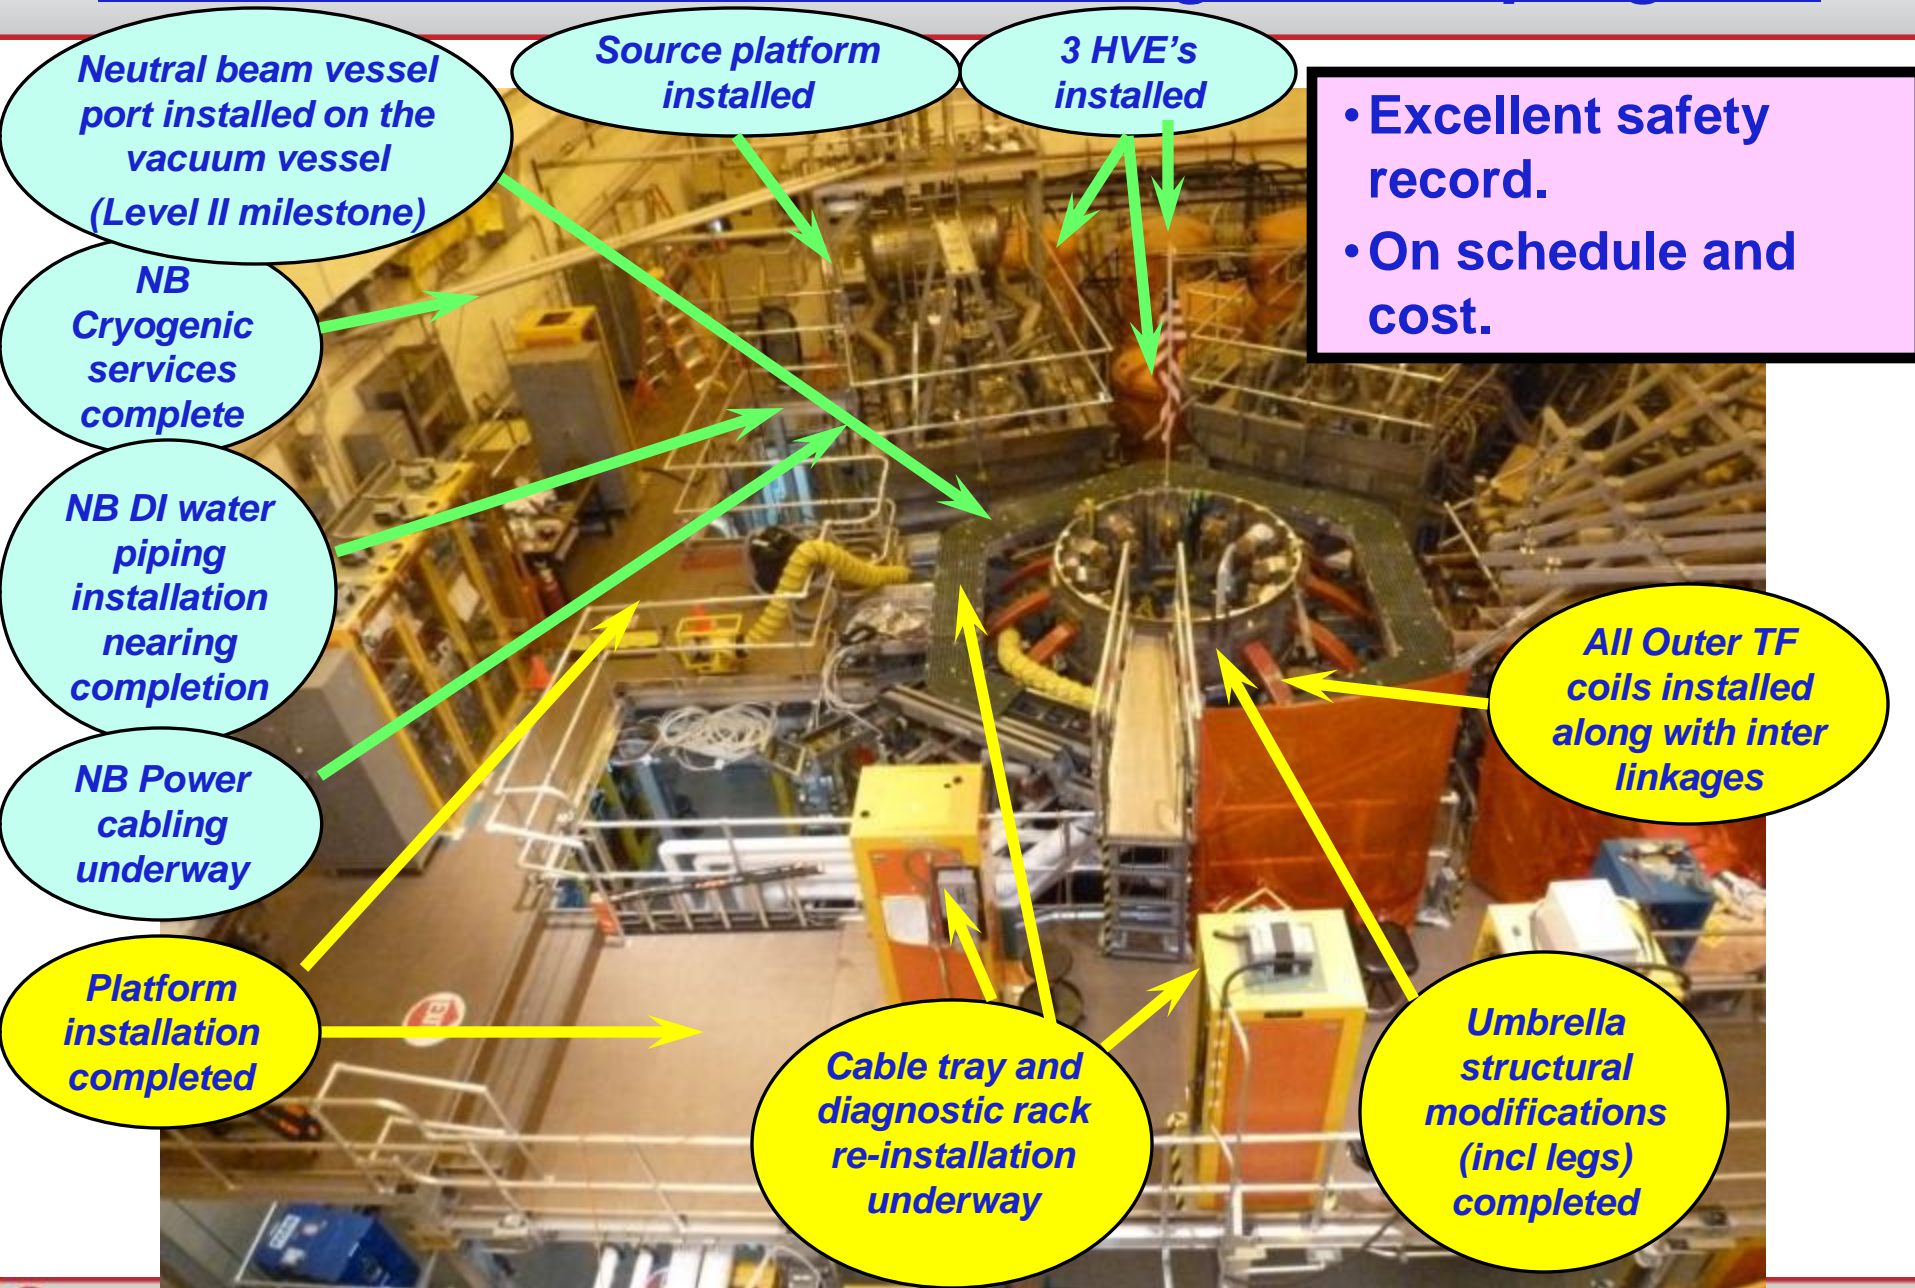 Neutral beam vessel
port installed on the
vacuum vessel
(Level II milestone)
Source platform
installed
3 HVE's
installed
• Excellent safety
record.
• On schedule and
cost.
NB
Cryogenic
services
complete
NB DI water
piping
installation
nearing
completion
NB Power
cabling
underway
Platform
installation
completed
Cable tray and
diagnostic rack
re-installation
underway
Umbrella
structural
modifications
(incl legs)
completed
All Outer TF
coils installed
along with inter
linkages